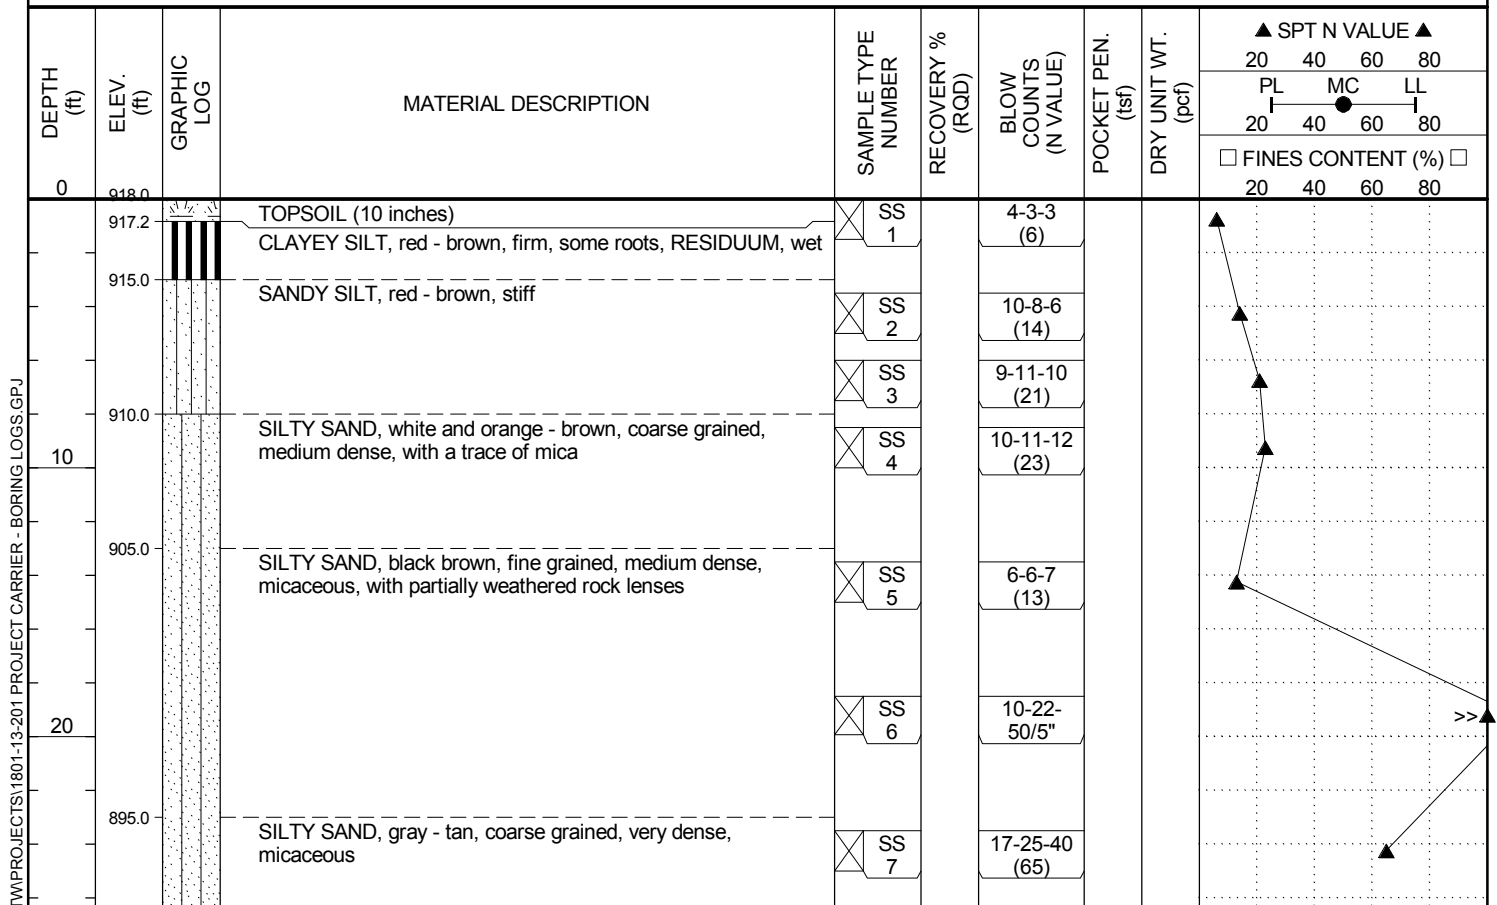 DEPTH
(ft)
ELEV.
(ft)
GRAPHIC
LOG
MATERIAL DESCRIPTION
SAMPLE TYPE
NUMBER
RECOVERY %
(RQD)
BLOW
COUNTS
(N VALUE)
POCKET PEN.
(tsf)
DRY UNIT WT.
(pcf)
▲ SPT N VALUE ▲
20 40 60 80
PL MC LL
20 40 60 80
□ FINES CONTENT (%) □
20 40 60 80
0
918.0
917.2
TOPSOIL (10 inches)
SS
1
4-3-3
(6)
CLAYEY SILT, red - brown, firm, some roots, RESIDUUM, wet
915.0
SANDY SILT, red - brown, stiff
SS
2
10-8-6
(14)
SS
3
9-11-10
(21)
910.0
SILTY SAND, white and orange - brown, coarse grained,
medium dense, with a trace of mica
SS
4
10-11-12
(23)
10
905.0
SILTY SAND, black brown, fine grained, medium dense,
micaceous, with partially weathered rock lenses
SS
5
6-6-7
(13)
SS
6
10-22-
50/5"
>>
20
895.0
SILTY SAND, gray - tan, coarse grained, very dense,
micaceous
SS
7
17-25-40
(65)
TW\PROJECTS\1801-13-201 PROJECT CARRIER - BORING LOGS.GPJ